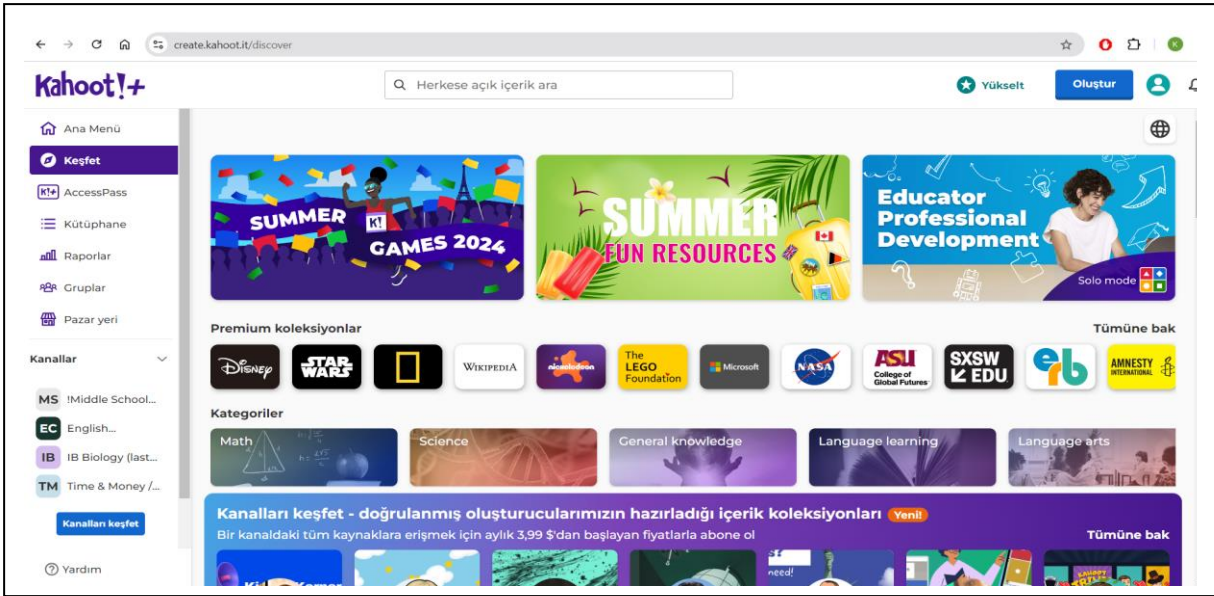 create.kahoot.it/discover
K
Kahoot!+
Herkese açık içerik ara
Yükselt
Oluştur
Ana Menü
Keşfet
K!+ AccessPass
Kütüphane
Raporlar
Gruplar
Pazar yeri
Kanallar
MS !Middle School...
EC English...
IB IB Biology (last...
TM Time & Money /...
Kanalları keşfet
Yardım
SUMMER
K!
GAMES 2024
SUMMER
FUN RESOURCES
Educator
Professional
Development
Solo mode
Premium koleksiyonlar
Tümüne bak
Disney
STAR
WARS
WIKIPEDIA
nickelodeon
The
LEGO
Foundation
Microsoft
NASA
ASU
College of
Global Futures
SXSW
EDU
erb
AMNESTY
INTERNATIONAL
Kategoriler
Math
Science
General knowledge
Language learning
Language arts
Kanalları keşfet - doğrulanmış oluşturucularımızın hazırladığı içerik koleksiyonları Yeni!
Bir kanaldaki tüm kaynaklara erişmek için aylık 3,99 $'dan başlayan fiyatlarla abone ol
Tümüne bak
need!
KAHOOT